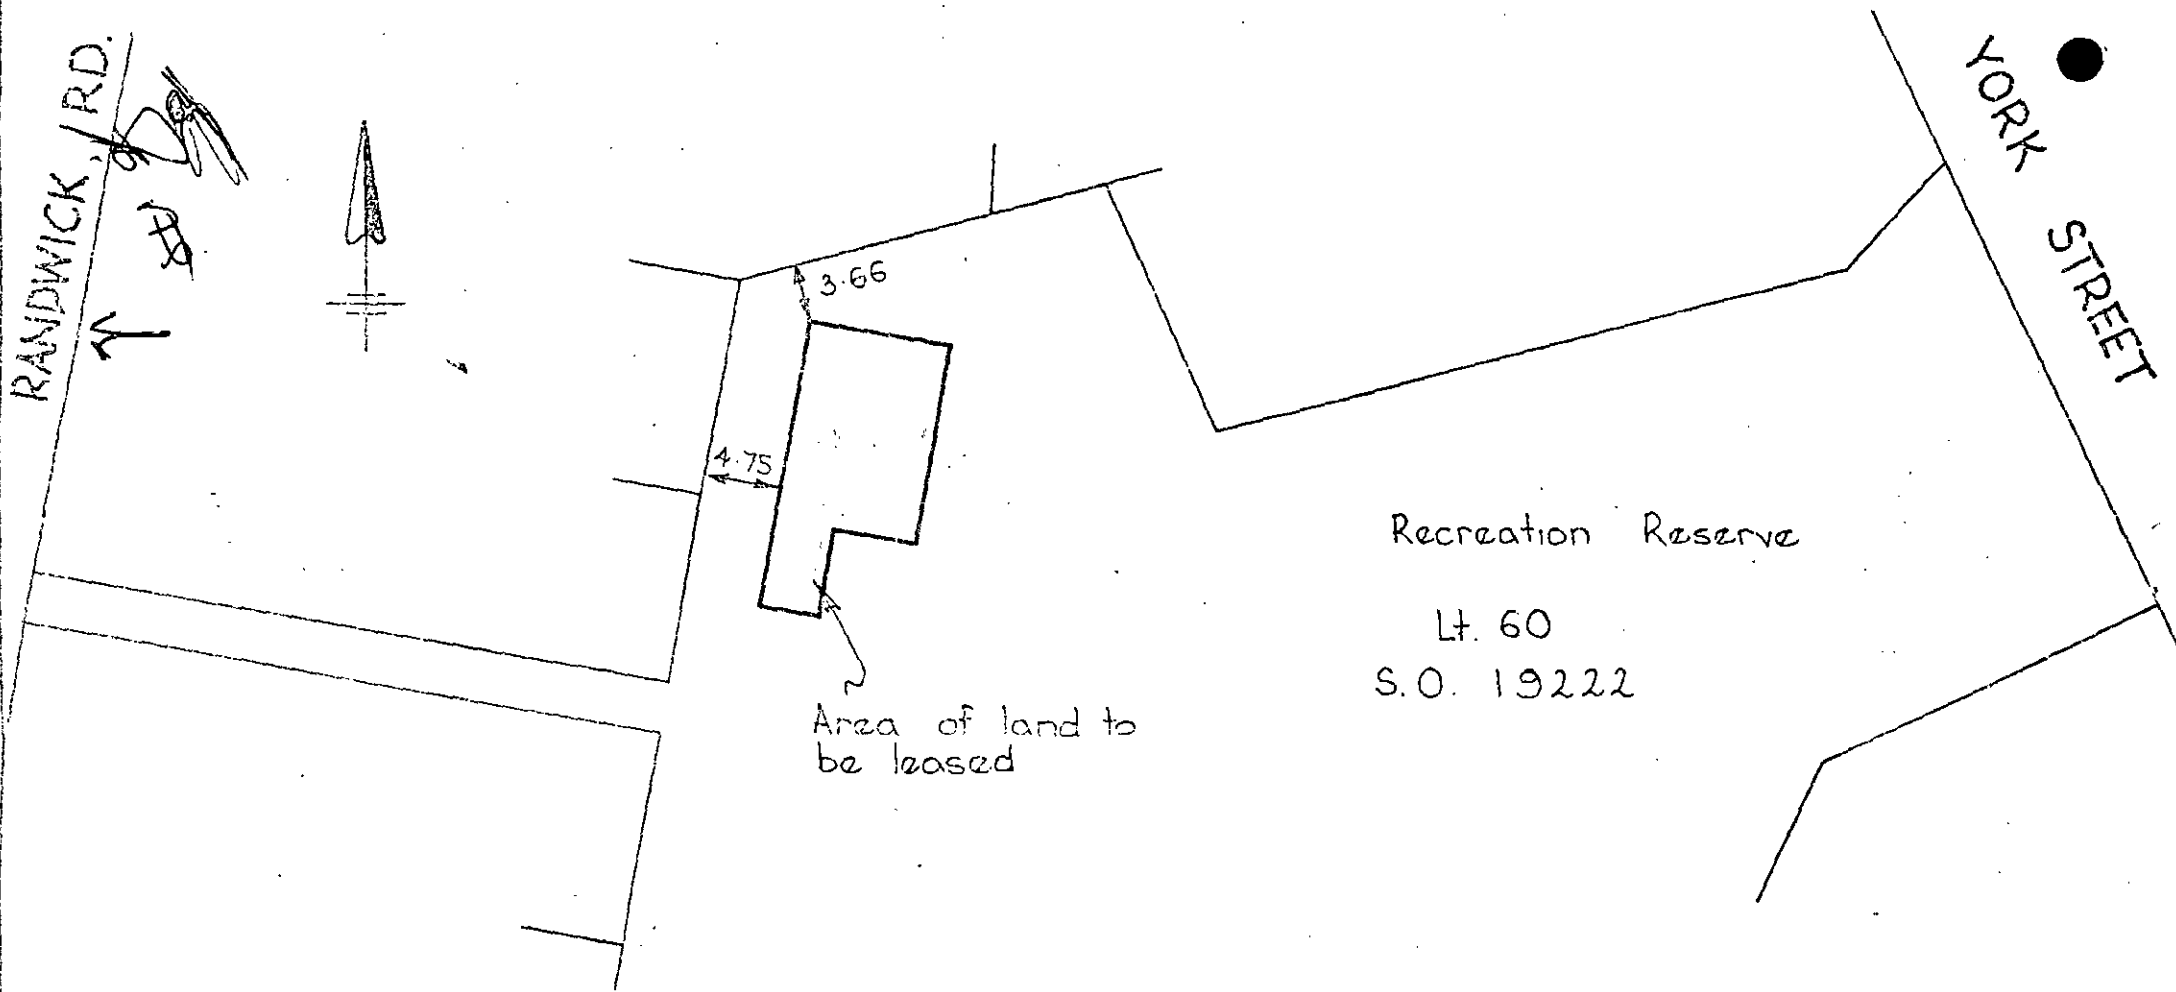 RANDWICK RD.
YORK STREET
3.66
4.75
Recreation Reserve
Lt. 60
S.O. 19222
Area of land to
be leased